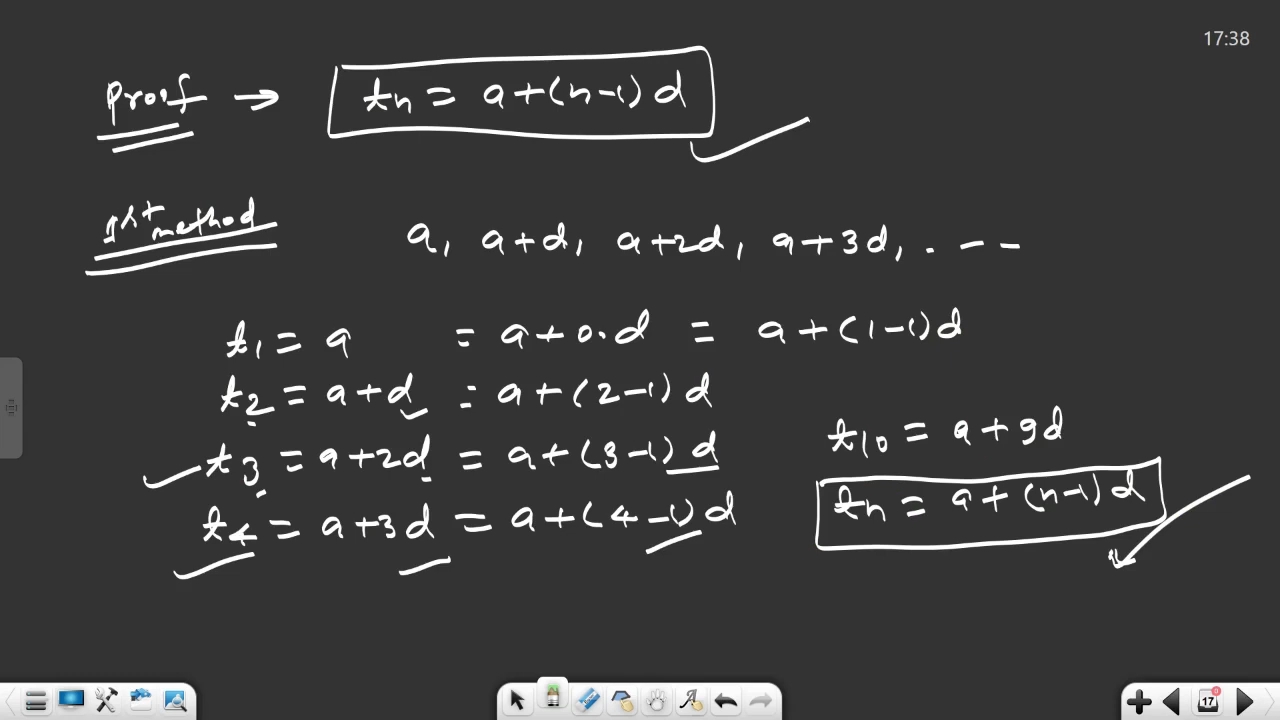 17:38
Proof → tn = a+(n-1)d
1st method
a, a+d, a+2d, a+3d, . - -
t1 = a = a+0.d = a+(1-1)d
t2 = a+d = a+(2-1)d
t3 = a+2d = a+(3-1)d
t4 = a+3d = a+(4-1)d
t10 = a+9d
tn = a+(n-1)d
17